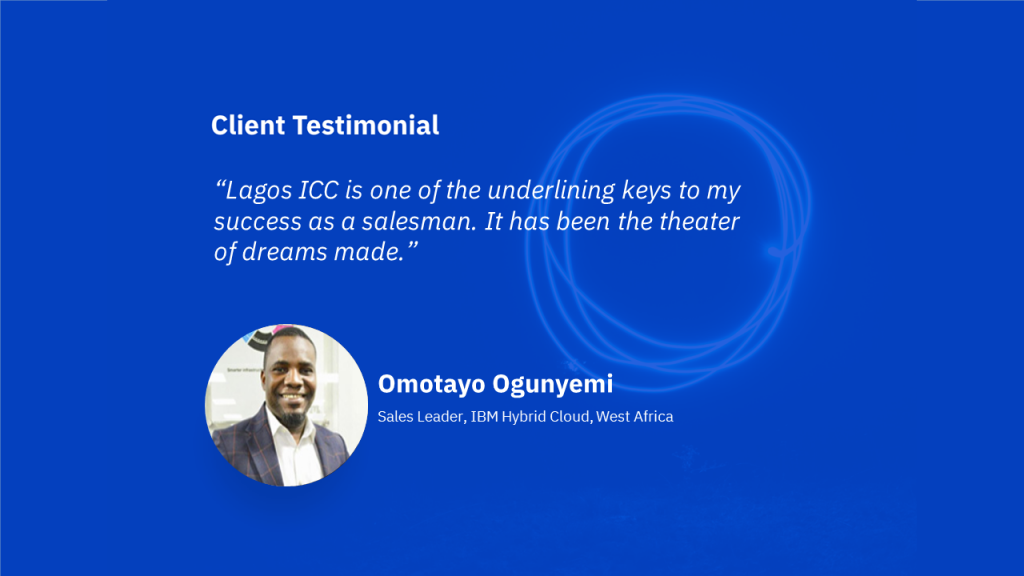 Client Testimonial
“Lagos ICC is one of the underlining keys to my
success as a salesman. It has been the theater
of dreams made.”
Omotayo Ogunyemi
Sales Leader, IBM Hybrid Cloud, West Africa